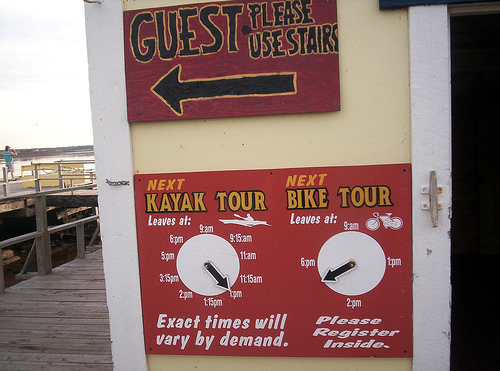 GUEST·PLEASE
USE STAIRS
NEXT
KAYAK TOUR
Leaves at:
9:am
9:15:am
11:am
11:15am
1:pm
1:15pm
2:pm
3:15pm
5:pm
6:pm
Exact times will
vary by demand.
NEXT
BIKE TOUR
Leaves at:
9:am
1:pm
2:pm
6:pm
Please
Register
Inside.